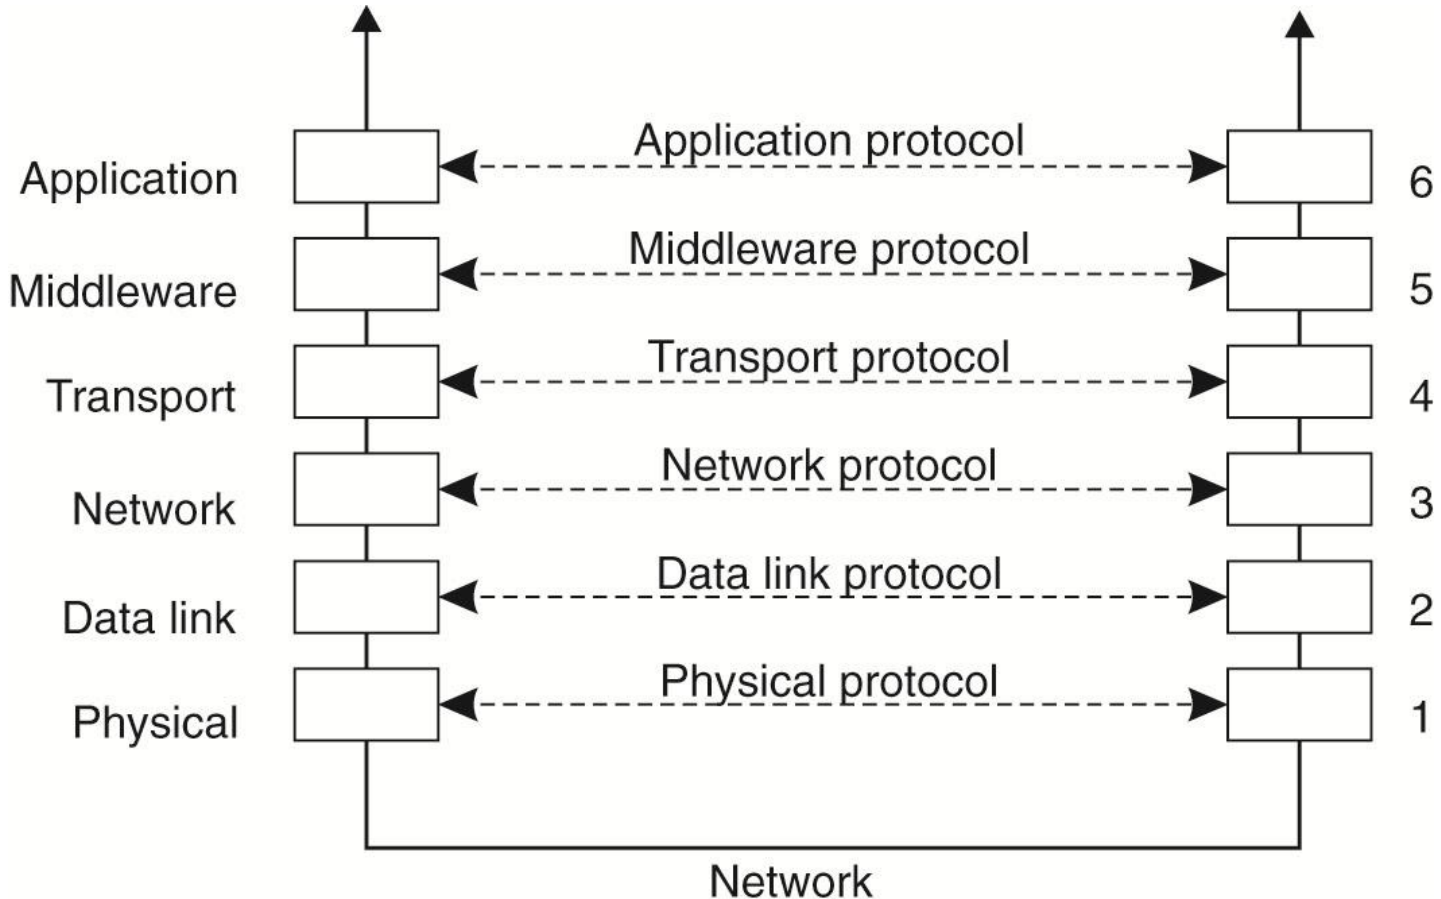 Application
Application protocol
6
Middleware
Middleware protocol
5
Transport
Transport protocol
4
Network
Network protocol
3
Data link
Data link protocol
2
Physical
Physical protocol
1
Network